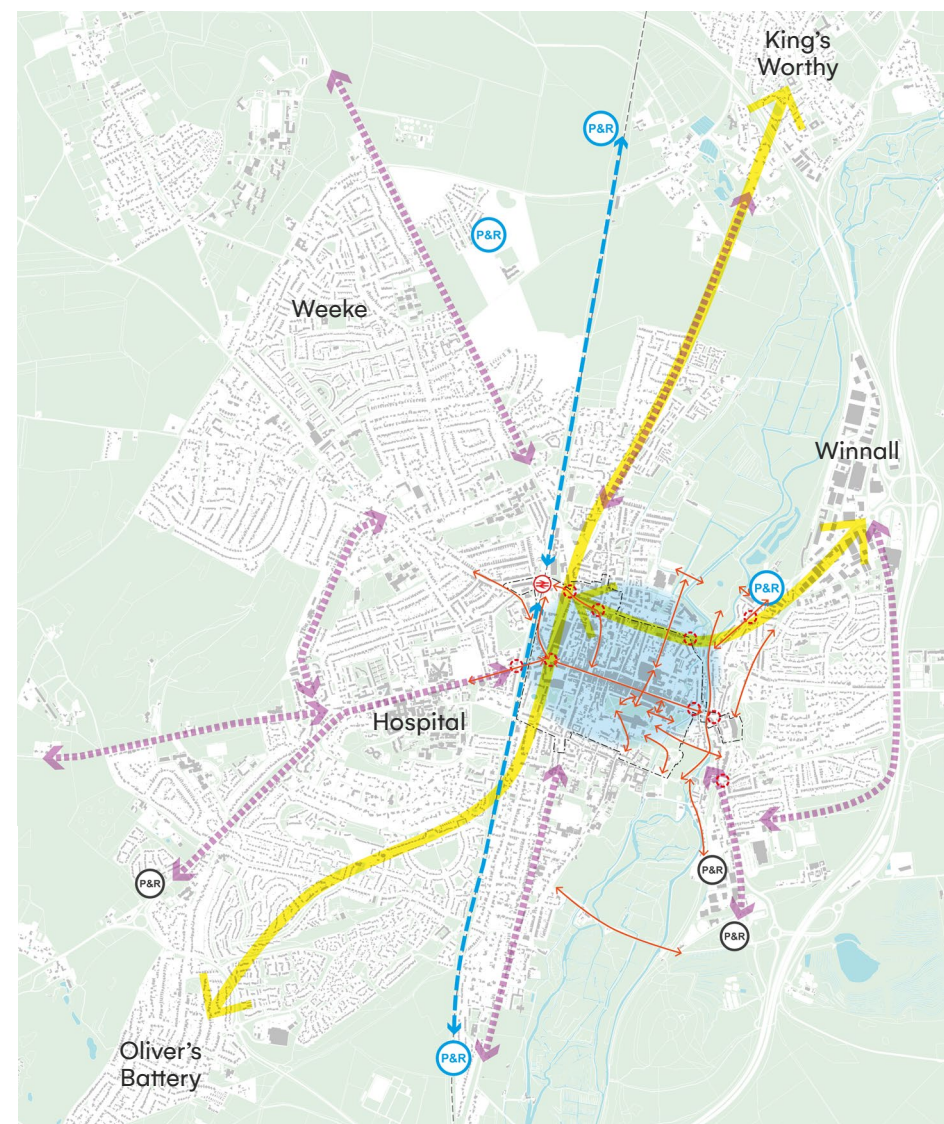 King's
Worthy
P&R
P&R
Weeke
Winnall
P&R
Hospital
P&R
P&R
P&R
Oliver's
Battery
P&R